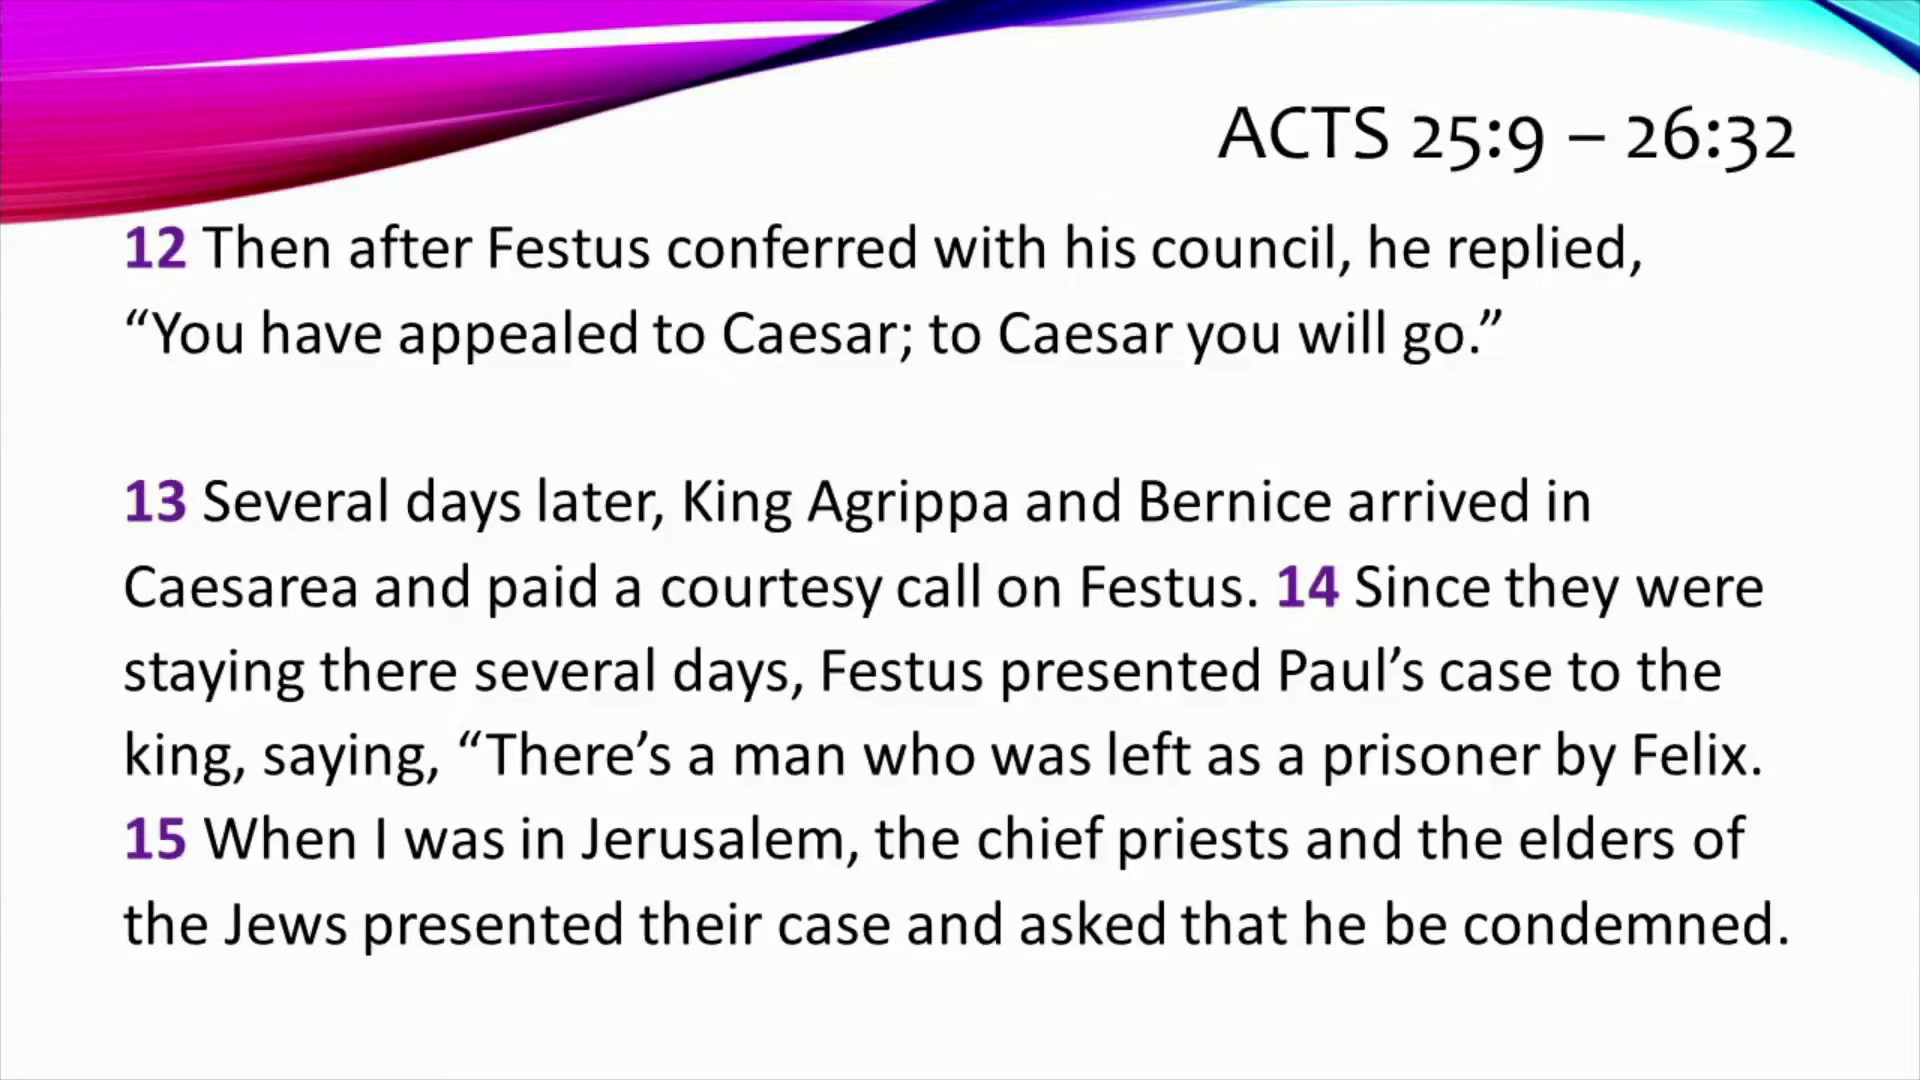 ACTS 25:9 – 26:32
12 Then after Festus conferred with his council, he replied,
“You have appealed to Caesar; to Caesar you will go.”
13 Several days later, King Agrippa and Bernice arrived in
Caesarea and paid a courtesy call on Festus. 14 Since they were
staying there several days, Festus presented Paul’s case to the
king, saying, “There’s a man who was left as a prisoner by Felix.
15 When I was in Jerusalem, the chief priests and the elders of
the Jews presented their case and asked that he be condemned.